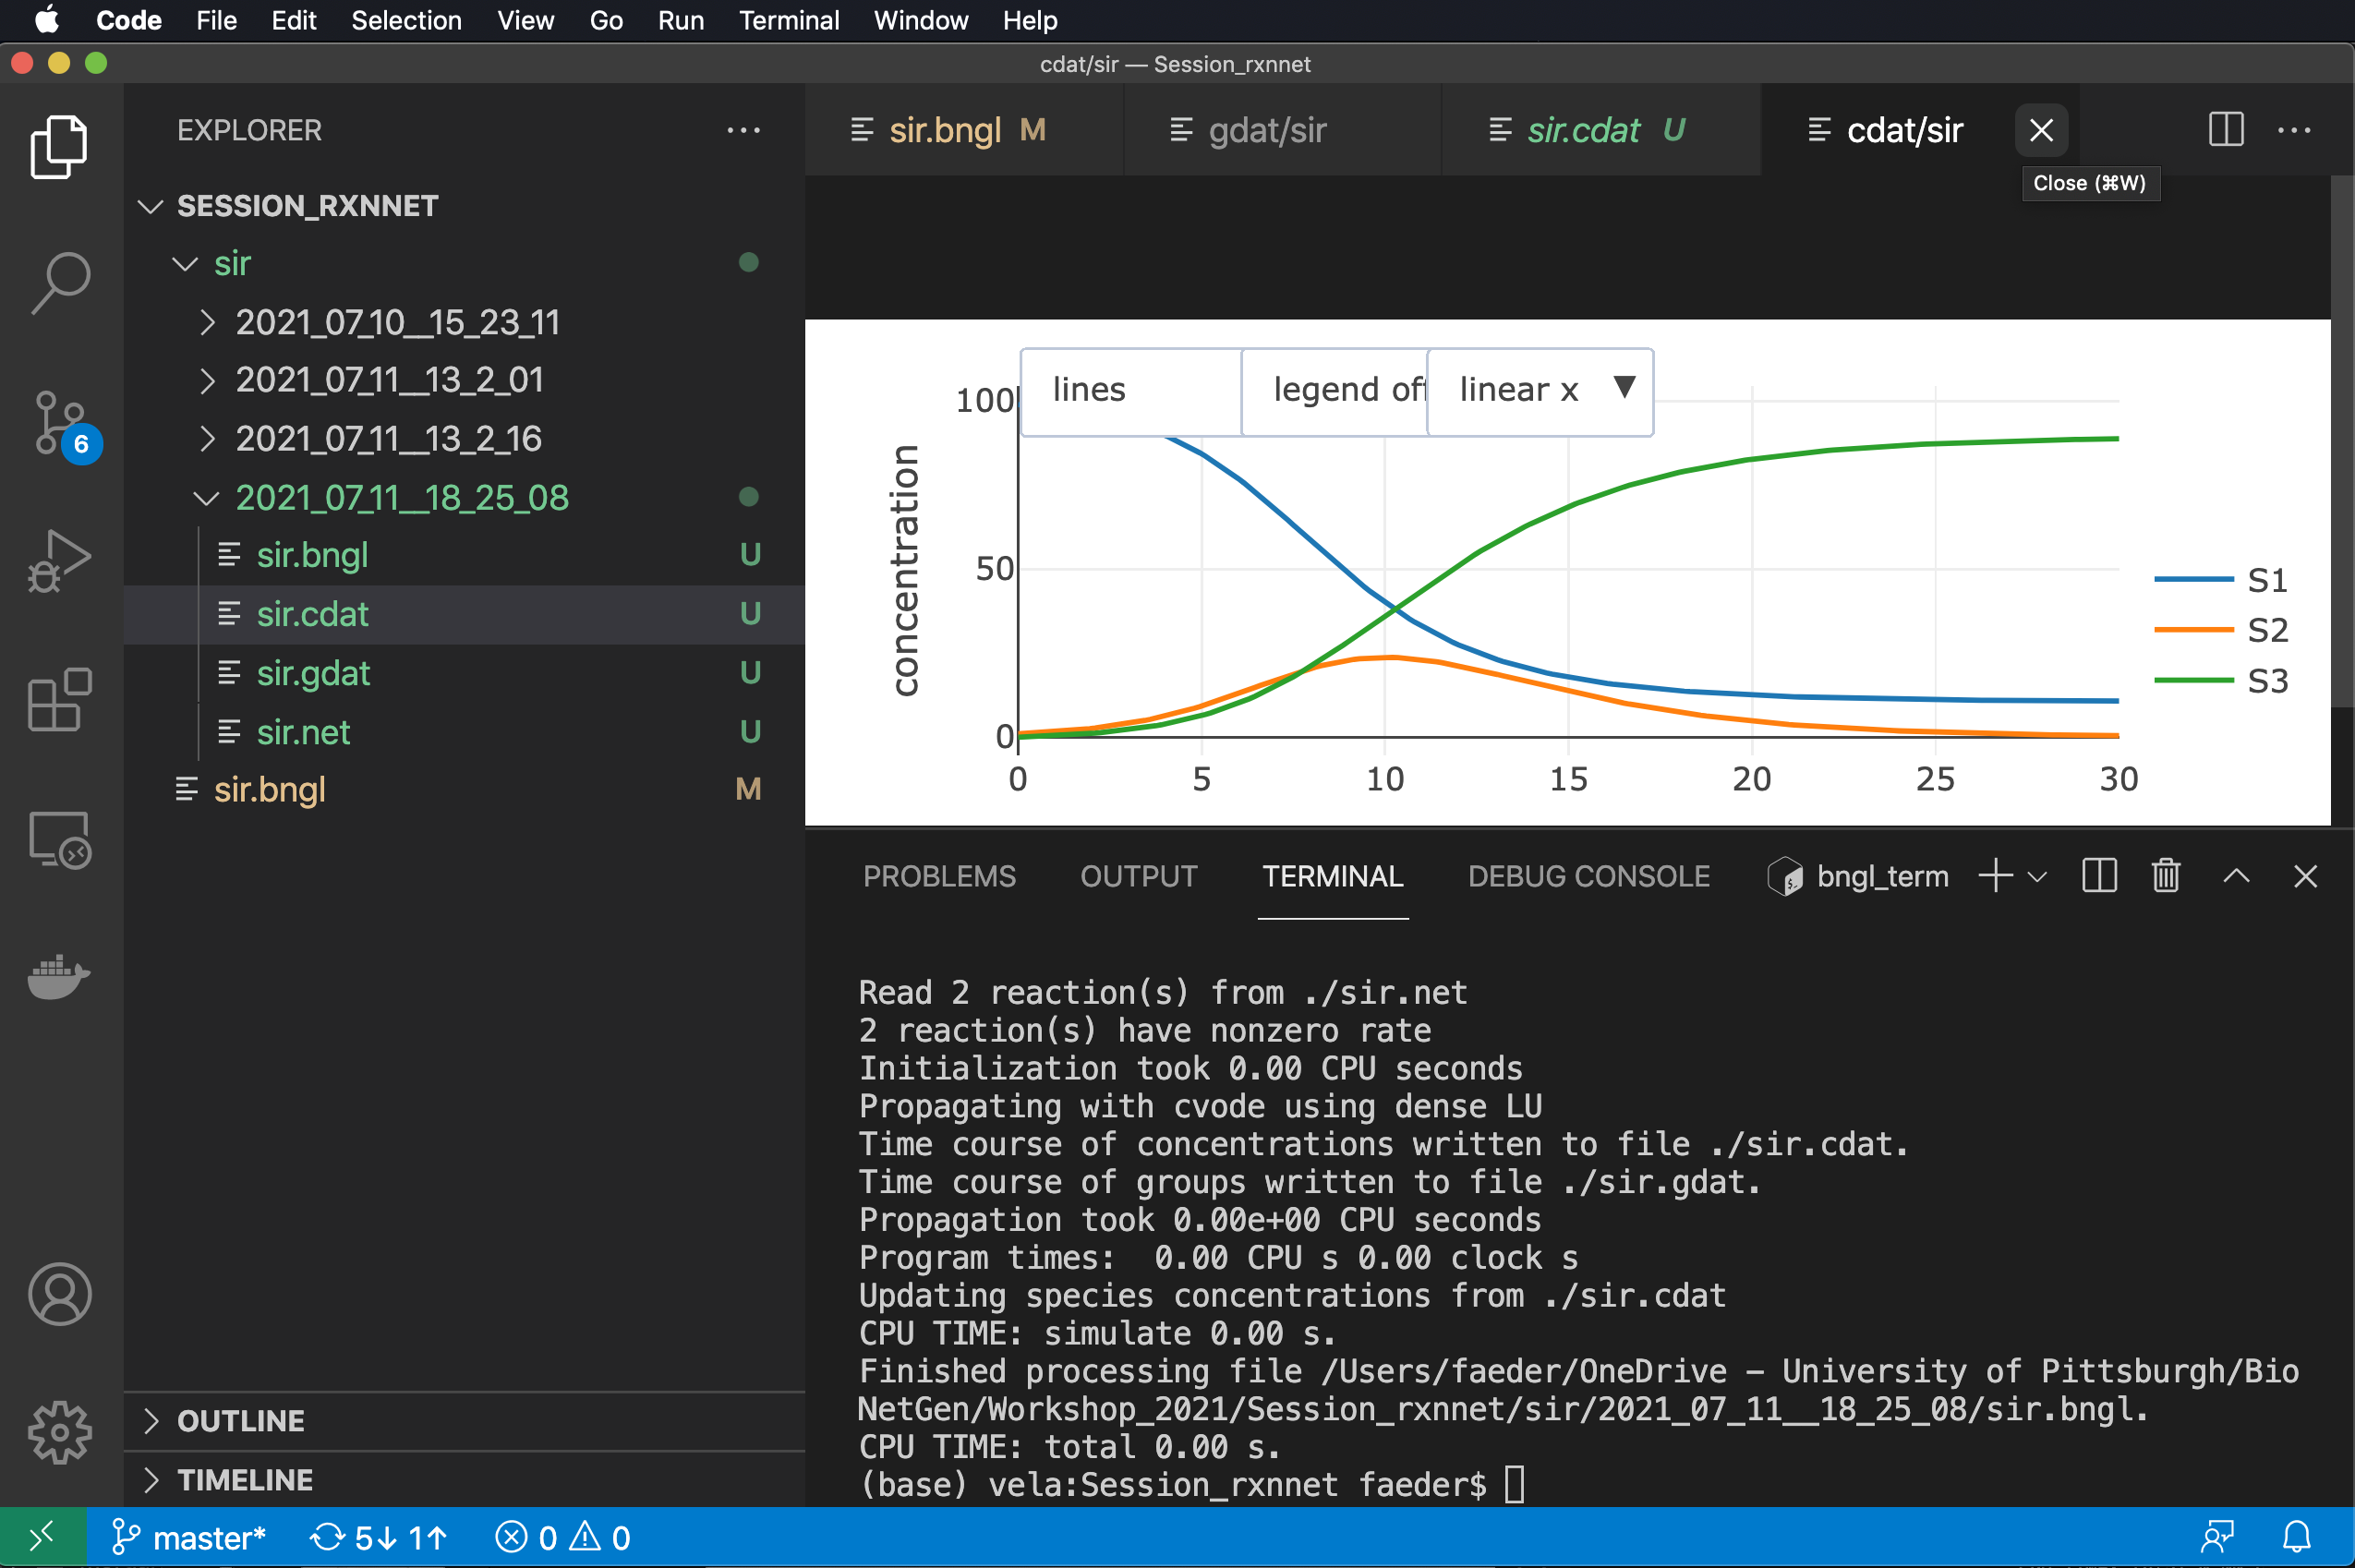 Code File Edit Selection View Go Run Terminal Window Help
cdat/sir — Session_rxnnet
EXPLORER
SESSION_RXNNET
sir
2021_07_10__15_23_11
2021_07_11__13_2_01
2021_07_11__13_2_16
2021_07_11__18_25_08
sir.bngl U
sir.cdat U
sir.gdat U
sir.net U
sir.bngl M
OUTLINE
TIMELINE
6
sir.bngl M
gdat/sir
sir.cdat U
cdat/sir
Close (⌘W)
lines
legend off
linear x ▼
concentration
100
50
0
0 5 10 15 20 25 30
S1
S2
S3
PROBLEMS OUTPUT TERMINAL DEBUG CONSOLE bngl_term
Read 2 reaction(s) from ./sir.net
2 reaction(s) have nonzero rate
Initialization took 0.00 CPU seconds
Propagating with cvode using dense LU
Time course of concentrations written to file ./sir.cdat.
Time course of groups written to file ./sir.gdat.
Propagation took 0.00e+00 CPU seconds
Program times:  0.00 CPU s 0.00 clock s
Updating species concentrations from ./sir.cdat
CPU TIME: simulate 0.00 s.
Finished processing file /Users/faeder/OneDrive – University of Pittsburgh/Bio
NetGen/Workshop_2021/Session_rxnnet/sir/2021_07_11__18_25_08/sir.bngl.
CPU TIME: total 0.00 s.
(base) vela:Session_rxnnet faeder$
master* 5↓ 1↑ 0 0